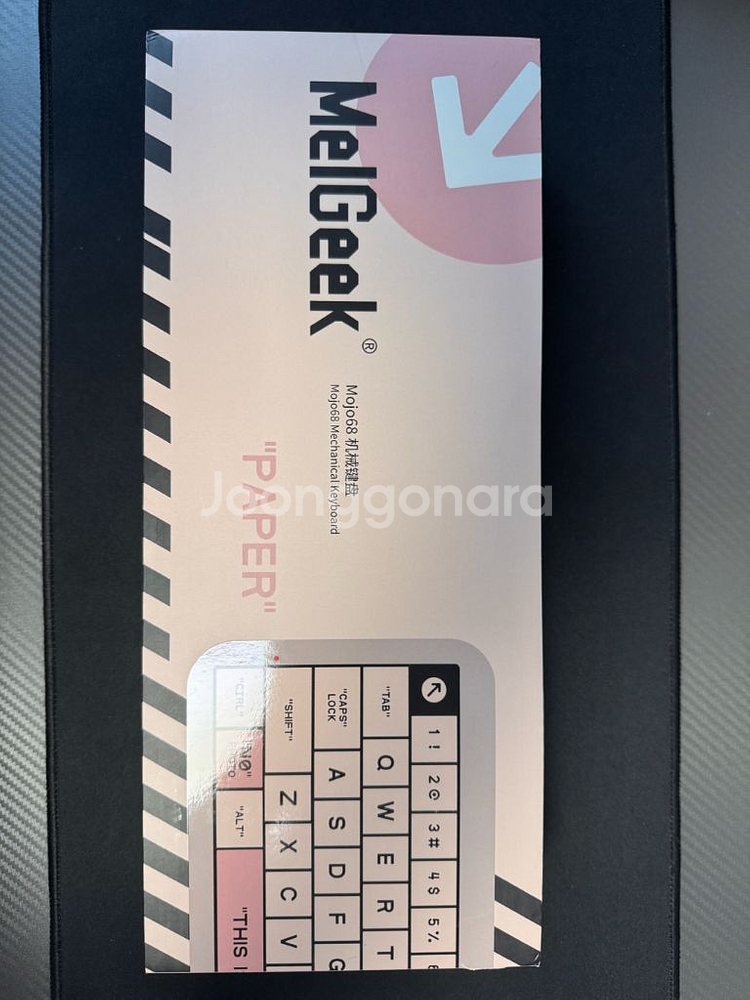 MelGeek®
Mojo68 机械键盘
Mojo68 Mechanical Keyboard
"PAPER"
Joonggonara
1 ! 2 3 # 4 $ 5 %
"TAB" Q W E R T
"CAPS LOCK" A S D F G
"SHIFT" Z X C V
"CTRL" "ALT" "THIS